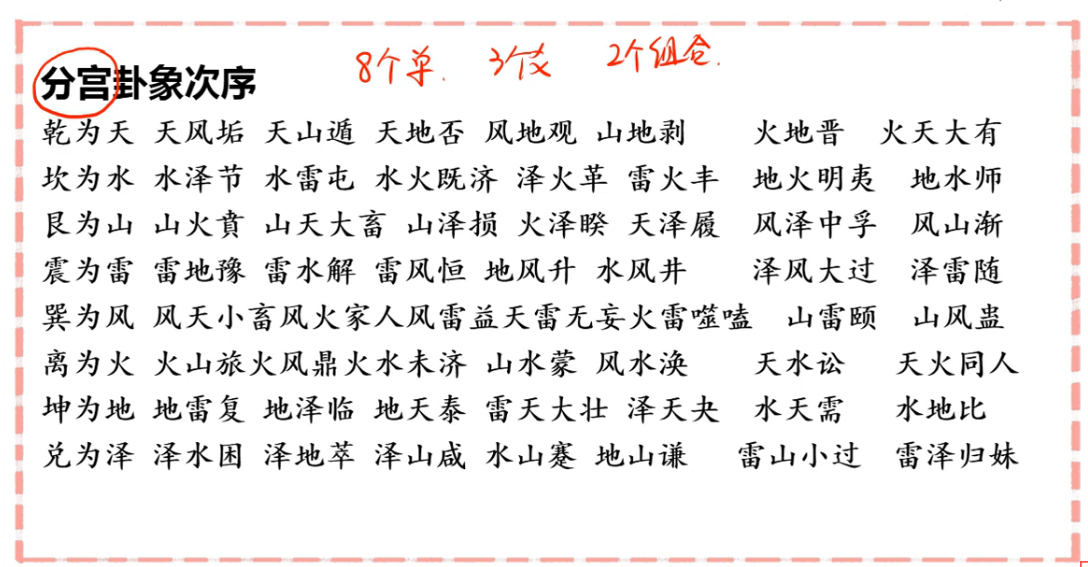 8个单. 3个爻 2个组合.
分宫卦象次序
乾为天 天风垢 天山遁 天地否 风地观 山地剥 火地晋 火天大有
坎为水 水泽节 水雷屯 水火既济 泽火革 雷火丰 地火明夷 地水师
艮为山 山火賁 山天大畜 山泽损 火泽睽 天泽履 风泽中孚 风山渐
震为雷 雷地豫 雷水解 雷风恒 地风升 水风井 泽风大过 泽雷随
巽为风 风天小畜风火家人风雷益天雷无妄火雷噬嗑 山雷颐 山风蛊
离为火 火山旅火风鼎火水未济 山水蒙 风水涣 天水讼 天火同人
坤为地 地雷复 地泽临 地天泰 雷天大壮 泽天夬 水天需 水地比
兑为泽 泽水困 泽地萃 泽山咸 水山蹇 地山谦 雷山小过 雷泽归妹